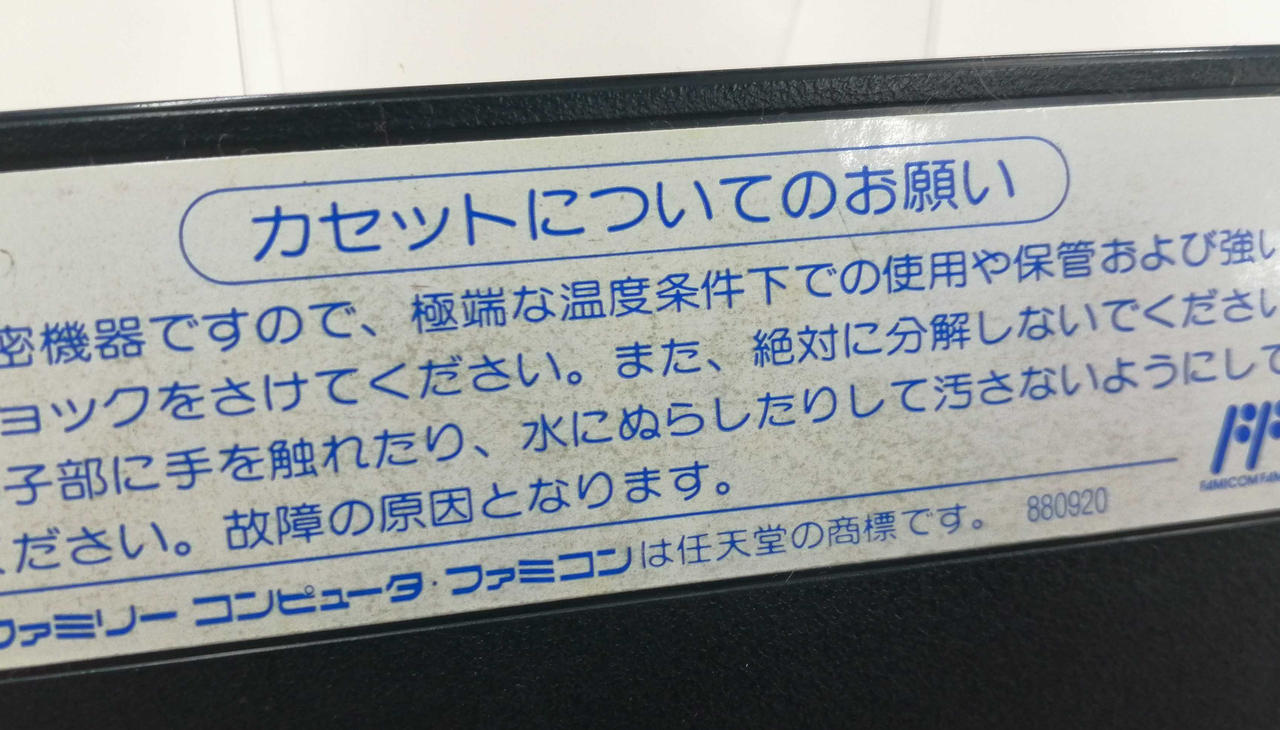 カセットについてのお願い
密機器ですので、極端な温度条件下での使用や保管および強い
ョックをさけてください。また、絶対に分解しないでください
子部に手を触れたり、水にぬらしたりして汚さないようにして
ください。故障の原因となります。
ファミリー コンピュータ・ファミコンは任天堂の商標です。 880920
FF
FAMICOM FAM